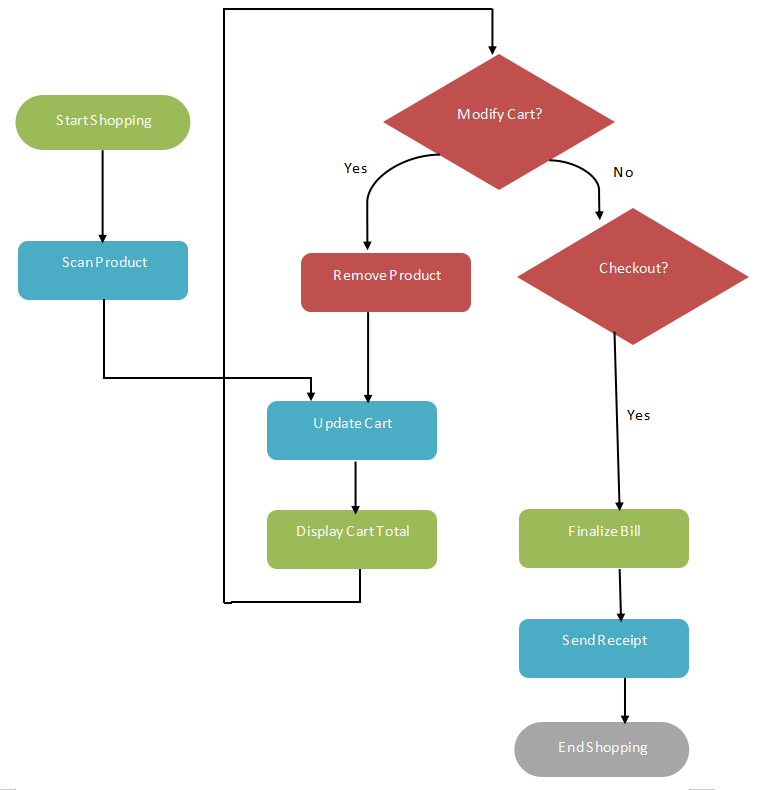 Modify Cart?
Start Shopping
Yes
No
Scan Product
Remove Product
Checkout?
Update Cart
Yes
Display Cart Total
Finalize Bill
Send Receipt
End Shopping